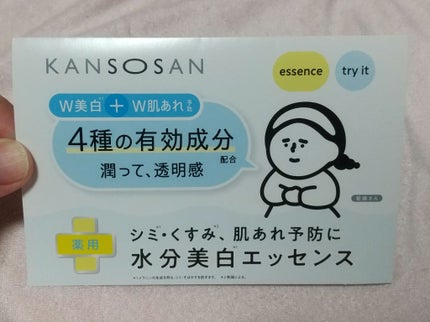 KANSOSAN
essence
try it
W美白 + W肌あれ予防
4種の有効成分
配合
潤って、透明感
乾燥さん
薬用
シミ・くすみ、肌あれ予防に
水分美白エッセンス